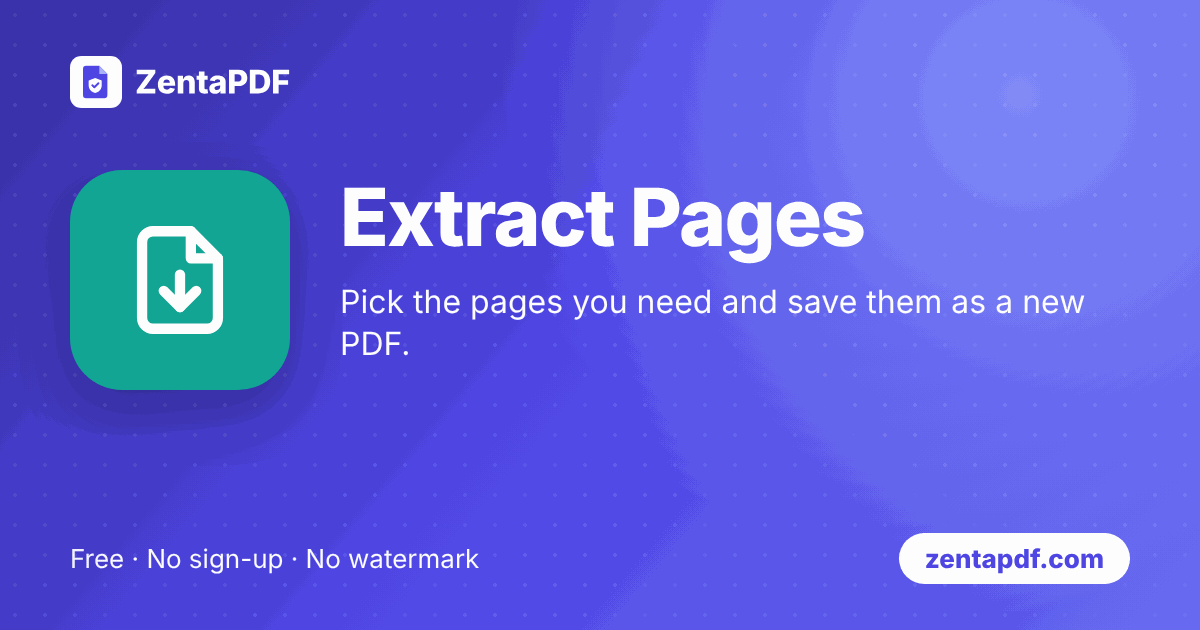 ZentaPDF
Extract Pages
Pick the pages you need and save them as a new
PDF.
Free · No sign-up · No watermark
zentapdf.com